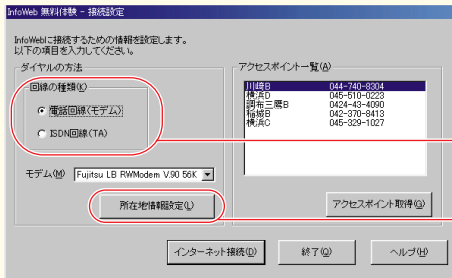 InfoWeb 無料体験 - 接続設定
InfoWebに接続するための情報を設定します。
以下の項目を入力してください。
ダイヤルの方法
回線の種類(K)
電話回線(モデム)
ISDN回線(TA)
モデム(M)
Fujitsu LB RWModem V.90 56K
所在地情報設定(L)
アクセスポイント一覧(A)
川崎B 044-740-8304
横浜D 045-510-0223
調布三鷹B 0424-43-4090
稲城B 042-370-8413
横浜C 045-329-1027
アクセスポイント取得(G)
インターネット接続(D)
終了(Q)
ヘルプ(H)